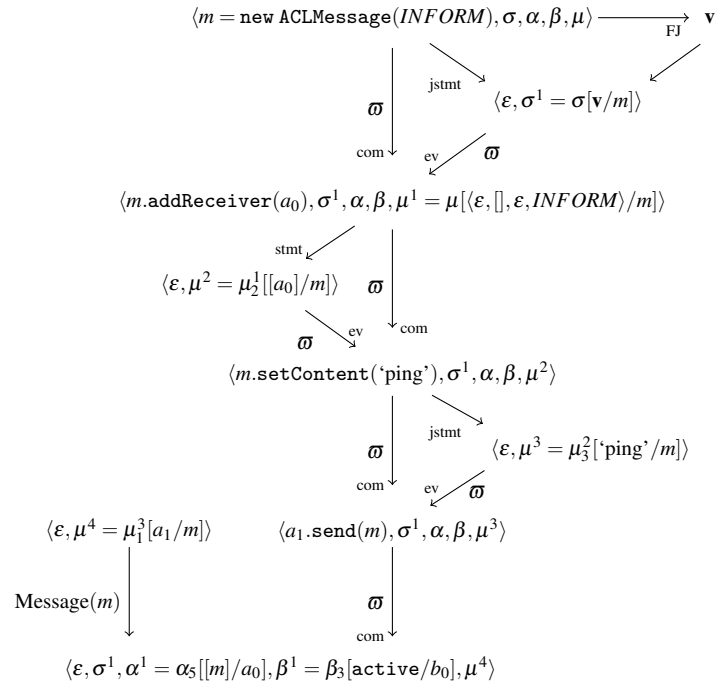 ⟨m = new ACLMessage(INFORM), σ, α, β, μ⟩ FJ v
jstmt
ϖ ⟨ε, σ¹ = σ[v/m]⟩
com ev ϖ
⟨m.addReceiver(a₀), σ¹, α, β, μ¹ = μ[⟨ε, [], ε, INFORM⟩/m]⟩
stmt
⟨ε, μ² = μ¹₂[[a₀]/m]⟩ ϖ
ϖ ev com
⟨m.setContent(‘ping’), σ¹, α, β, μ²⟩
jstmt
ϖ ⟨ε, μ³ = μ²₃[‘ping’/m]⟩
com ev ϖ
⟨ε, μ⁴ = μ³₁[a₁/m]⟩ ⟨a₁.send(m), σ¹, α, β, μ³⟩
Message(m) ϖ
com
⟨ε, σ¹, α¹ = α₅[[m]/a₀], β¹ = β₃[active/b₀], μ⁴⟩